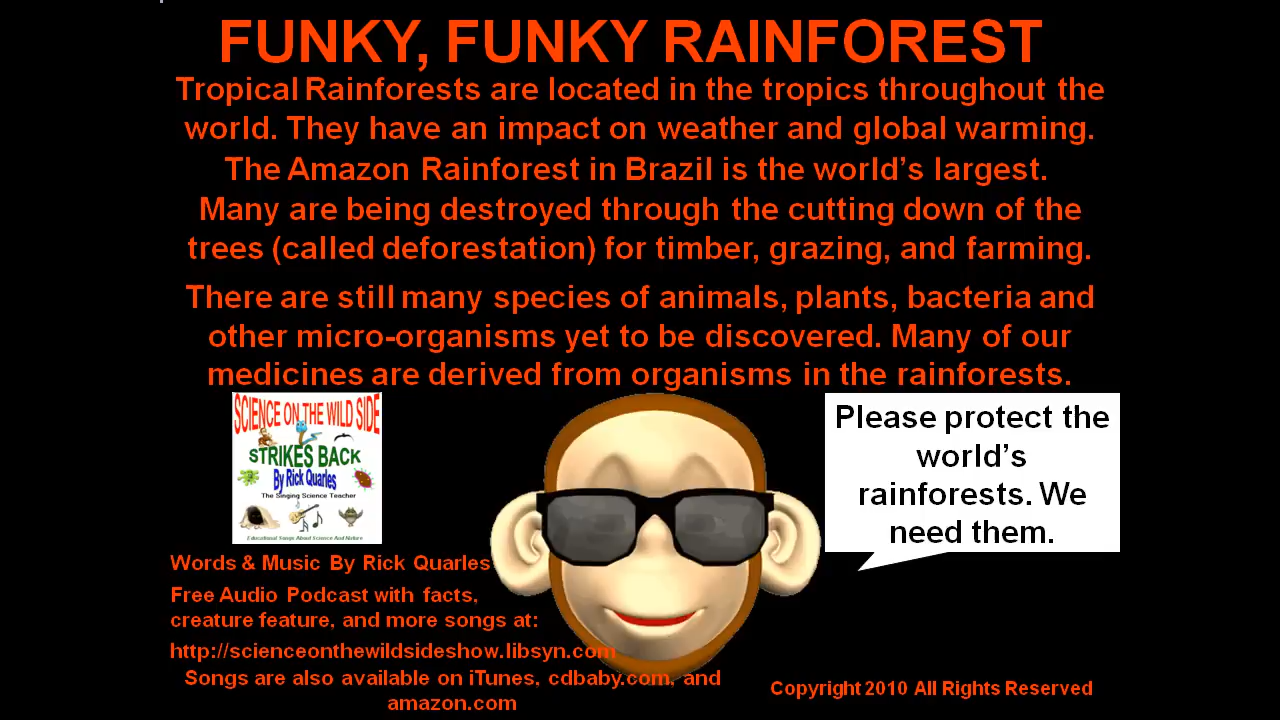 FUNKY, FUNKY RAINFOREST
Tropical Rainforests are located in the tropics throughout the
world. They have an impact on weather and global warming.
The Amazon Rainforest in Brazil is the world’s largest.
Many are being destroyed through the cutting down of the
trees (called deforestation) for timber, grazing, and farming.
There are still many species of animals, plants, bacteria and
other micro-organisms yet to be discovered. Many of our
medicines are derived from organisms in the rainforests.
SCIENCE ON THE WILD SIDE
STRIKES BACK
By Rick Quarles
The Singing Science Teacher
Educational Songs About Science And Nature
Please protect the
world’s
rainforests. We
need them.
Words & Music By Rick Quarles
Free Audio Podcast with facts,
creature feature, and more songs at:
http://scienceonthewildsideshow.libsyn.com
Songs are also available on iTunes, cdbaby.com, and
amazon.com
Copyright 2010 All Rights Reserved